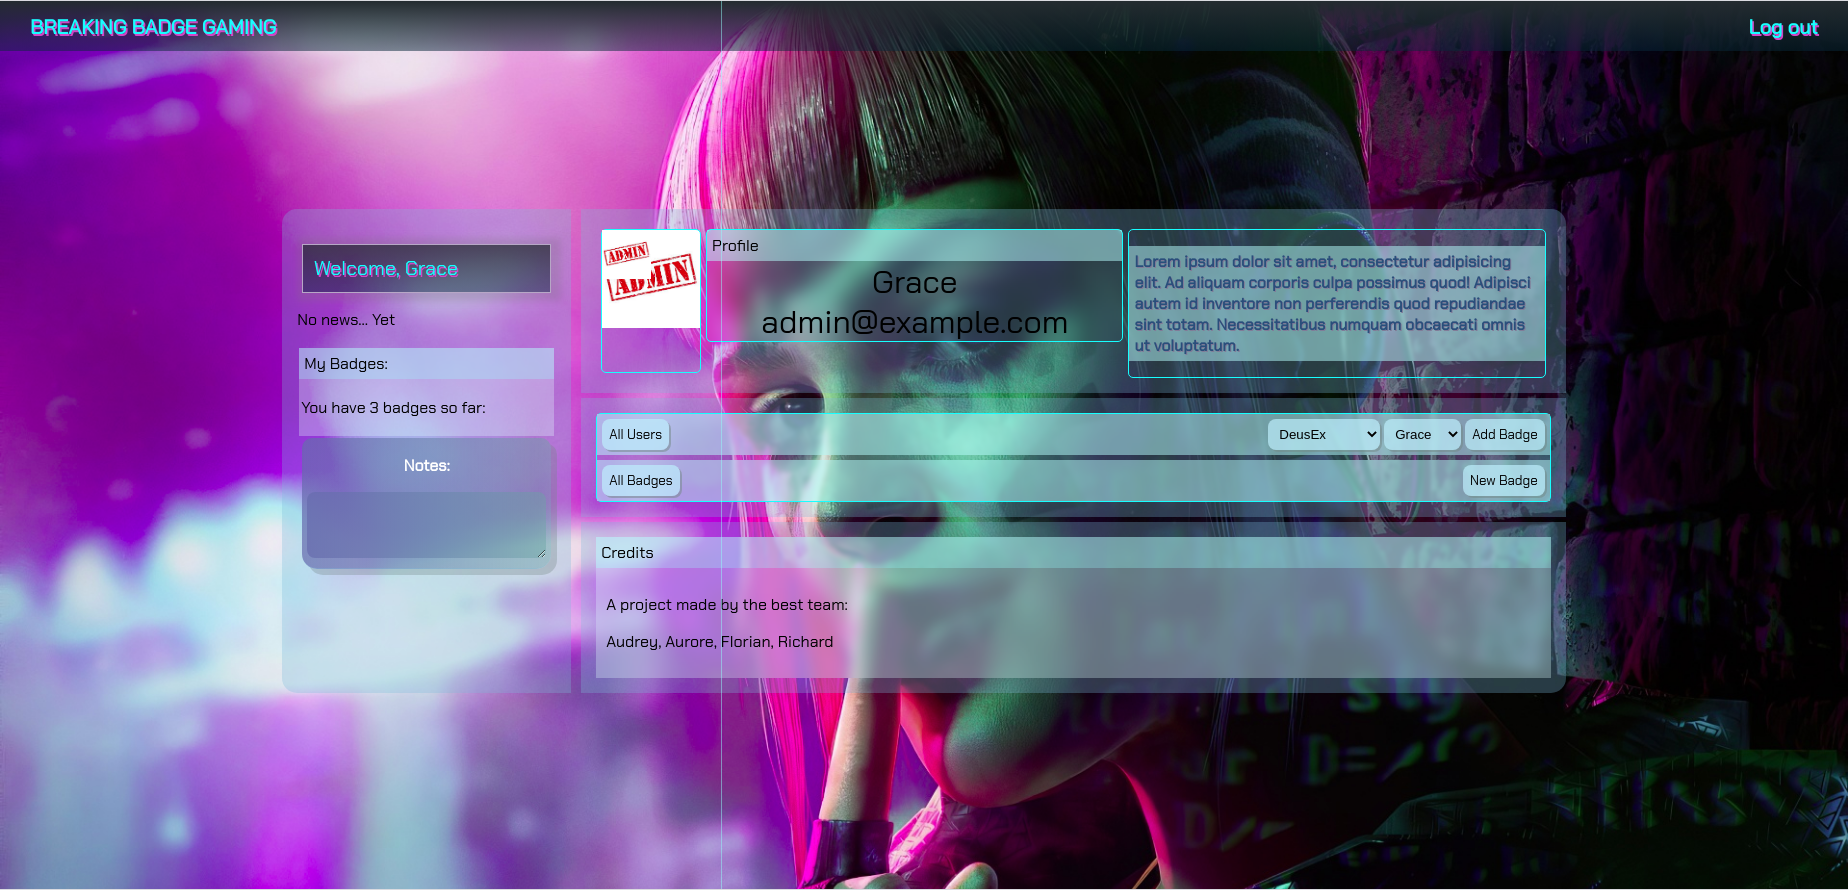 BREAKING BADGE GAMING
Log out
Welcome, Grace
No news... Yet
My Badges:
You have 3 badges so far:
Notes:
ADMIN
ADMIN
Profile
Grace
admin@example.com
Lorem ipsum dolor sit amet, consectetur adipisicing
elit. Ad aliquam corporis culpa possimus quod! Adipisci
autem id inventore non perferendis quod repudiandae
sint totam. Necessitatibus numquam obcaecati omnis
ut voluptatum.
All Users
DeusEx
Grace
Add Badge
All Badges
New Badge
Credits
A project made by the best team:
Audrey, Aurore, Florian, Richard